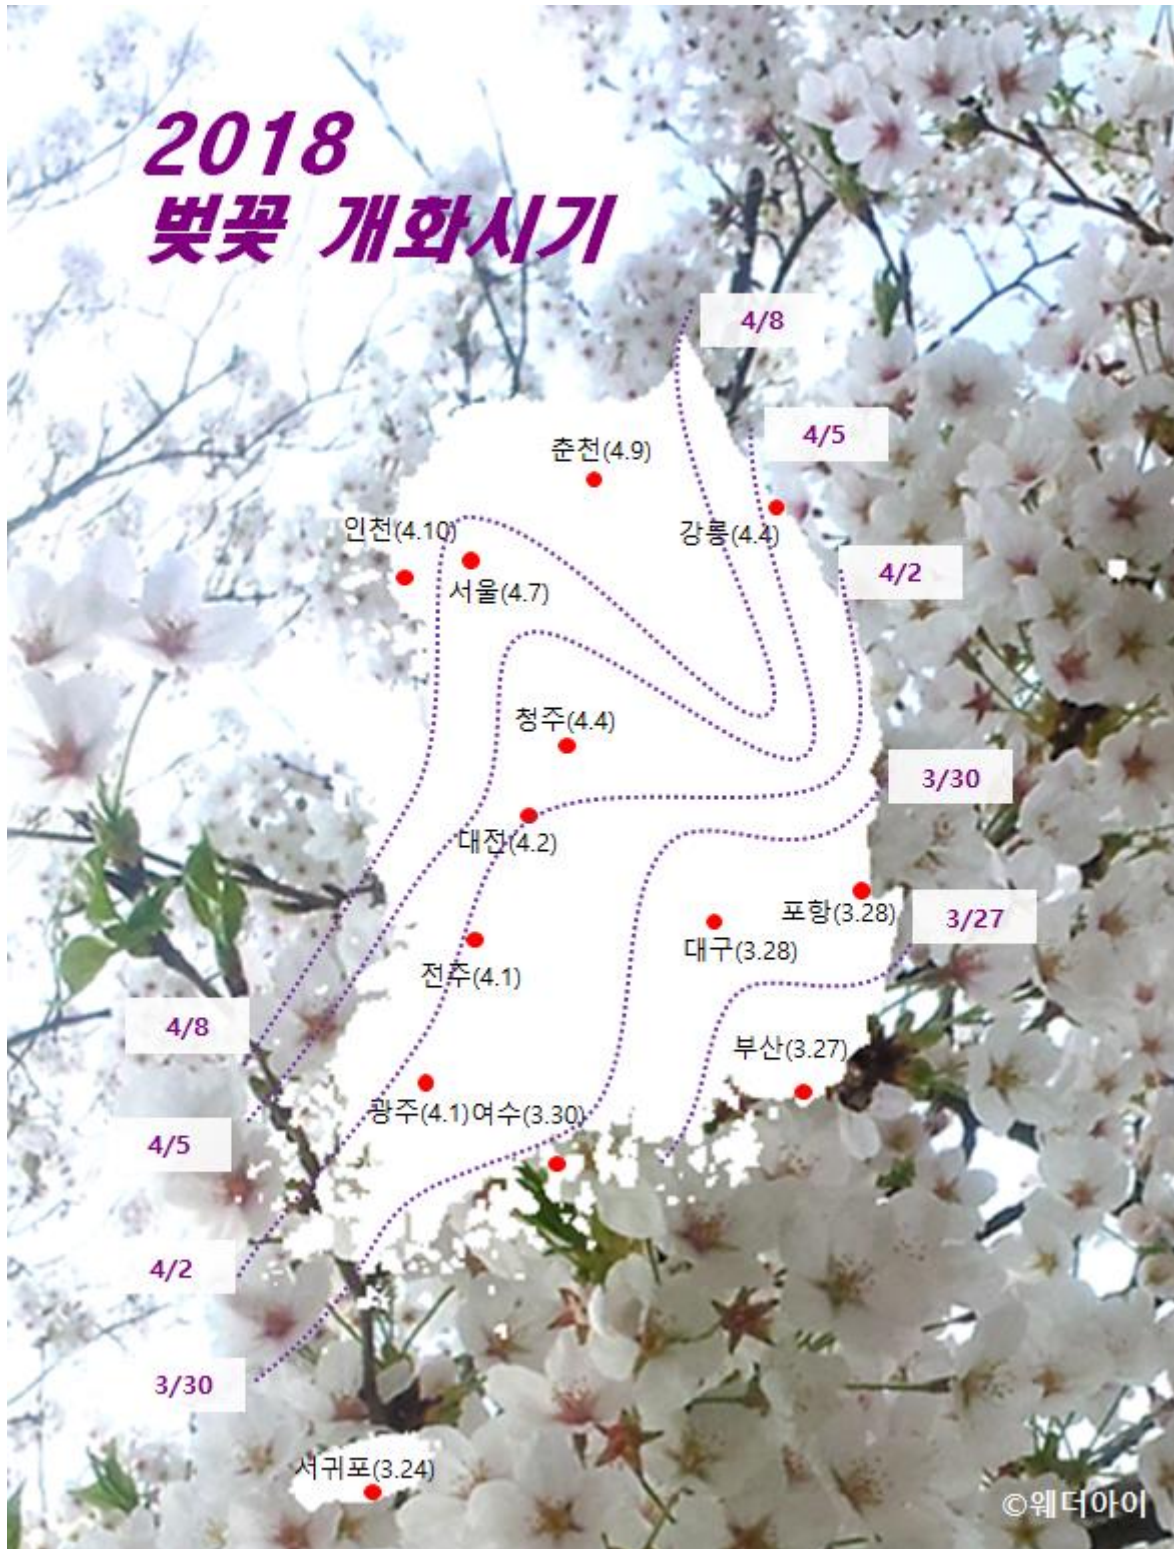 2018
벚꽃 개화시기
4/8
4/5
춘천(4.9)
인천(4.10)
강릉(4.4)
4/2
서울(4.7)
청주(4.4)
3/30
대전(4.2)
포항(3.28)
3/27
대구(3.28)
전주(4.1)
4/8
부산(3.27)
광주(4.1)
여수(3.30)
4/5
4/2
3/30
서귀포(3.24)
©웨더아이